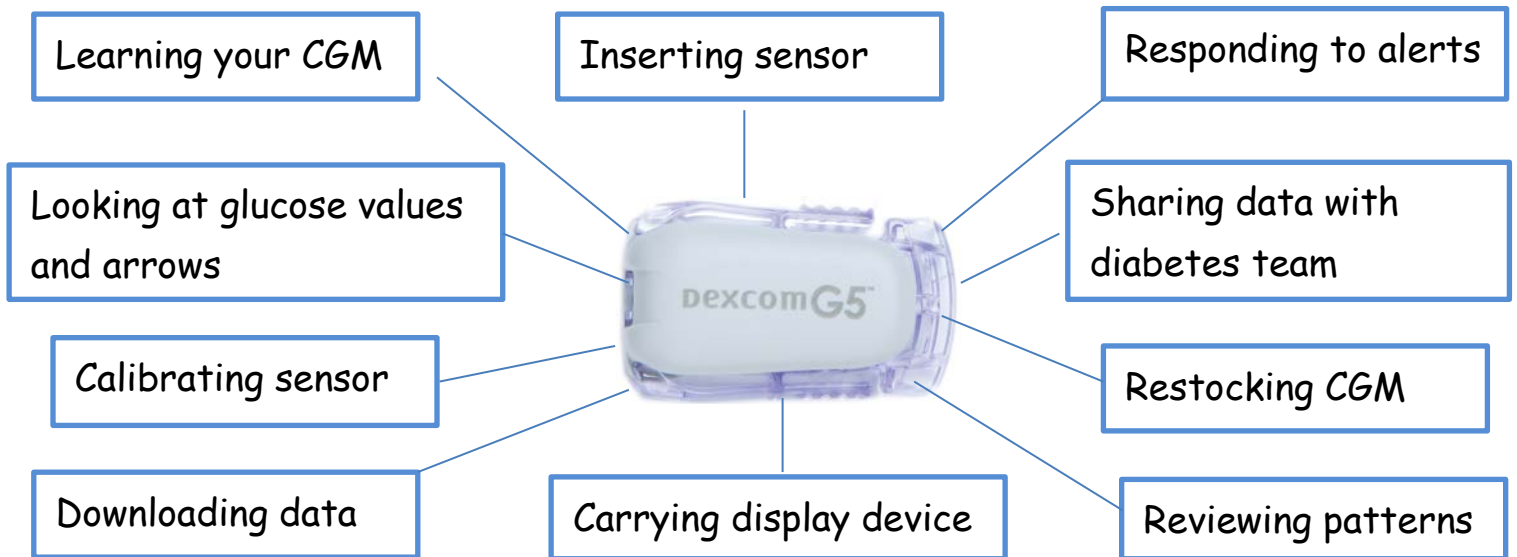 Learning your CGM
Inserting sensor
Responding to alerts
Looking at glucose values
and arrows
Sharing data with
diabetes team
Dexcom G5™
Calibrating sensor
Restocking CGM
Downloading data
Carrying display device
Reviewing patterns